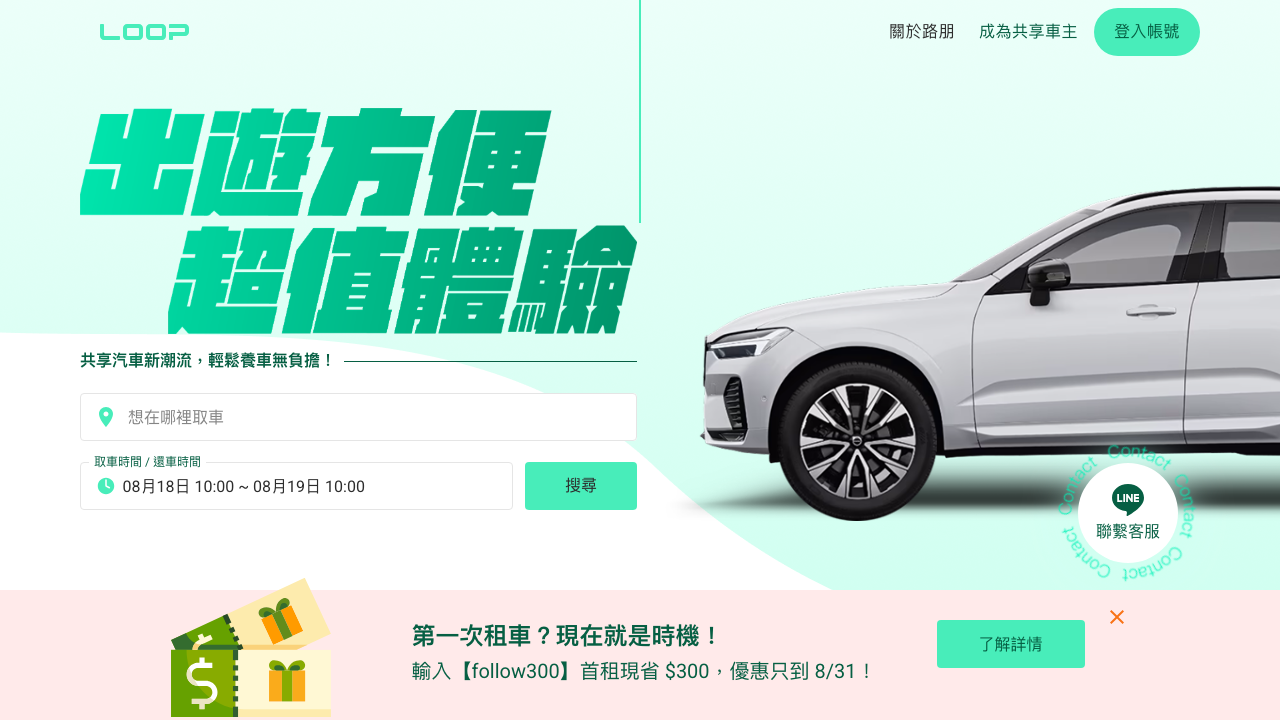 LOOP
關於路朋
成為共享車主
登入帳號
出遊方便
超值體驗
共享汽車新潮流，輕鬆養車無負擔！
想在哪裡取車
取車時間 / 還車時間
08月18日 10:00 ~ 08月19日 10:00
搜尋
Contact Contact Contact Contact Contact
LINE
聯繫客服
$
$
第一次租車？現在就是時機！
輸入【follow300】首租現省 $300，優惠只到 8/31！
了解詳情